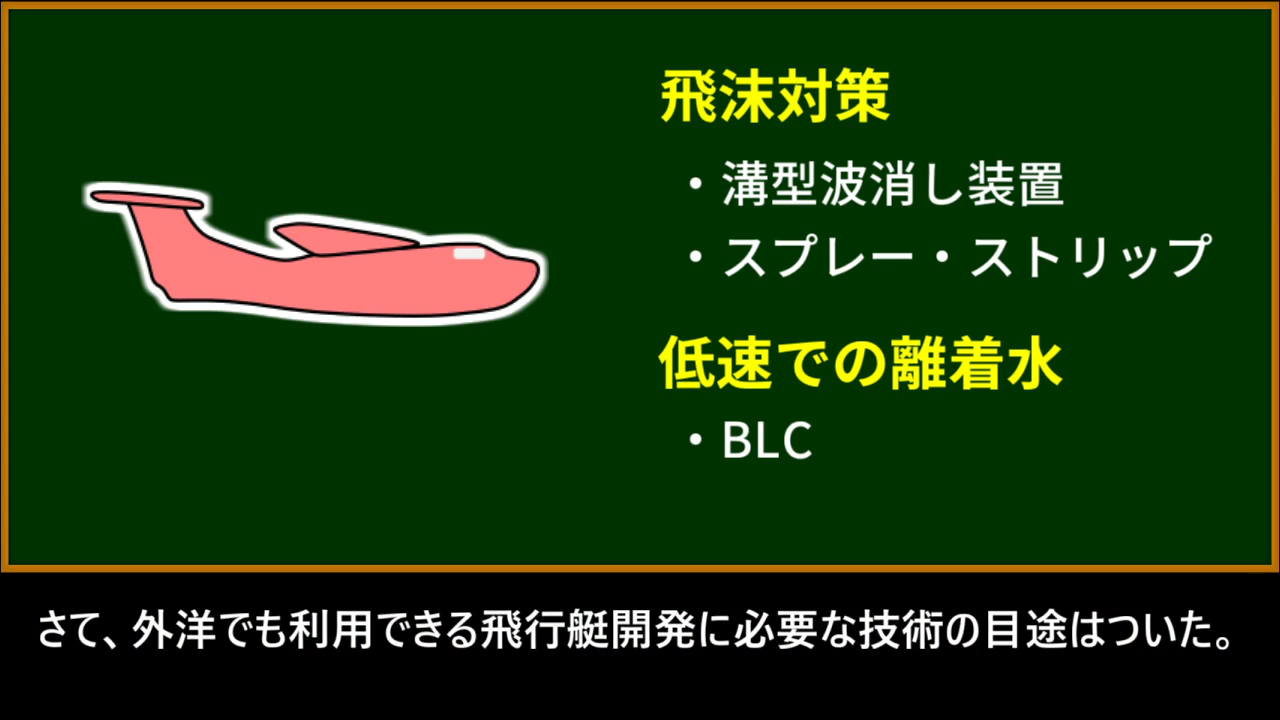 飛沫対策
・溝型波消し装置
・スプレー・ストリップ
低速での離着水
・BLC
さて、外洋でも利用できる飛行艇開発に必要な技術の目途はついた。